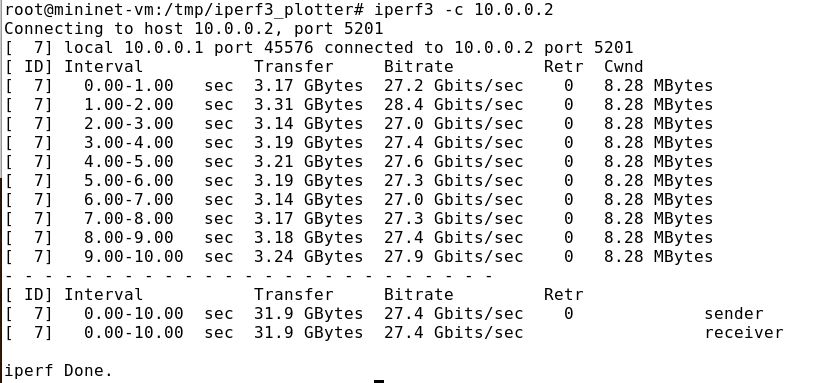 root@mininet-vm:/tmp/iperf3_plotter# iperf3 -c 10.0.0.2
Connecting to host 10.0.0.2, port 5201
[  7] local 10.0.0.1 port 45576 connected to 10.0.0.2 port 5201
[ ID] Interval           Transfer     Bitrate         Retr  Cwnd
[  7]   0.00-1.00   sec  3.17 GBytes  27.2 Gbits/sec    0   8.28 MBytes
[  7]   1.00-2.00   sec  3.31 GBytes  28.4 Gbits/sec    0   8.28 MBytes
[  7]   2.00-3.00   sec  3.14 GBytes  27.0 Gbits/sec    0   8.28 MBytes
[  7]   3.00-4.00   sec  3.19 GBytes  27.4 Gbits/sec    0   8.28 MBytes
[  7]   4.00-5.00   sec  3.21 GBytes  27.6 Gbits/sec    0   8.28 MBytes
[  7]   5.00-6.00   sec  3.19 GBytes  27.3 Gbits/sec    0   8.28 MBytes
[  7]   6.00-7.00   sec  3.14 GBytes  27.0 Gbits/sec    0   8.28 MBytes
[  7]   7.00-8.00   sec  3.17 GBytes  27.3 Gbits/sec    0   8.28 MBytes
[  7]   8.00-9.00   sec  3.18 GBytes  27.4 Gbits/sec    0   8.28 MBytes
[  7]   9.00-10.00  sec  3.24 GBytes  27.9 Gbits/sec    0   8.28 MBytes
- - - - - - - - - - - - - - - - - - - - - - - - -
[ ID] Interval           Transfer     Bitrate         Retr
[  7]   0.00-10.00  sec  31.9 GBytes  27.4 Gbits/sec    0             sender
[  7]   0.00-10.00  sec  31.9 GBytes  27.4 Gbits/sec                  receiver

iperf Done.